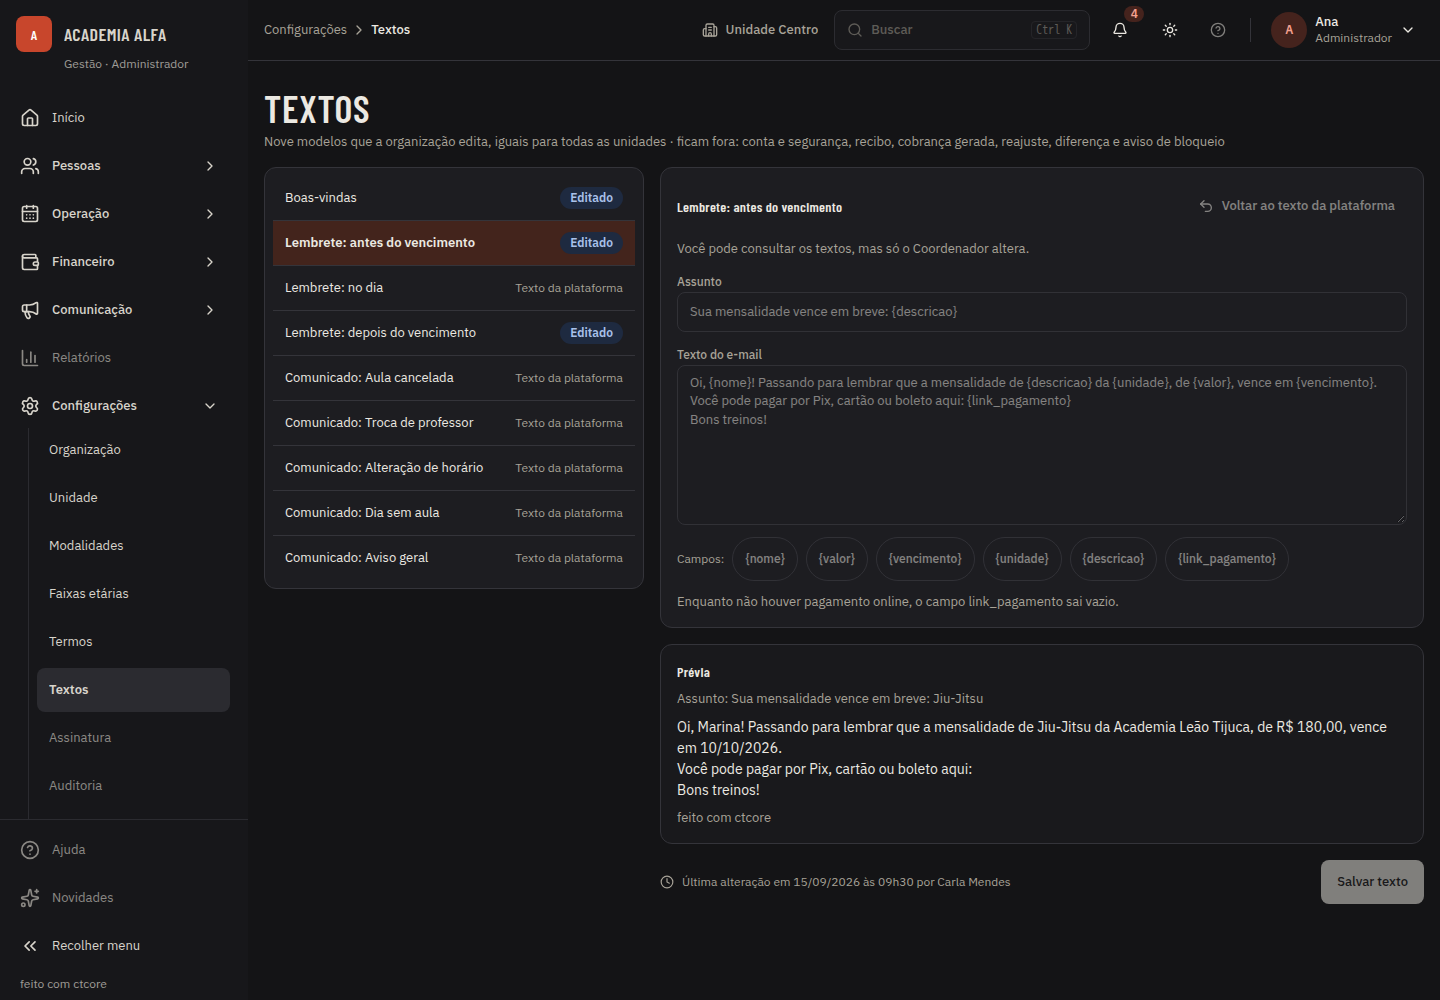 A
ACADEMIA ALFA
Gestão · Administrador
Início
Pessoas
Operação
Financeiro
Comunicação
Relatórios
Configurações
Organização
Unidade
Modalidades
Faixas etárias
Termos
Textos
Assinatura
Auditoria
Ajuda
Novidades
Recolher menu
feito com ctcore
Configurações > Textos
Unidade Centro
Buscar
Ctrl K
4
A
Ana
Administrador
TEXTOS
Nove modelos que a organização edita, iguais para todas as unidades · ficam fora: conta e segurança, recibo, cobrança gerada, reajuste, diferença e aviso de bloqueio
Boas-vindas Editado
Lembrete: antes do vencimento Editado
Lembrete: no dia Texto da plataforma
Lembrete: depois do vencimento Editado
Comunicado: Aula cancelada Texto da plataforma
Comunicado: Troca de professor Texto da plataforma
Comunicado: Alteração de horário Texto da plataforma
Comunicado: Dia sem aula Texto da plataforma
Comunicado: Aviso geral Texto da plataforma
Lembrete: antes do vencimento
Voltar ao texto da plataforma
Você pode consultar os textos, mas só o Coordenador altera.
Assunto
Sua mensalidade vence em breve: {descricao}
Texto do e-mail
Oi, {nome}! Passando para lembrar que a mensalidade de {descricao} da {unidade}, de {valor}, vence em {vencimento}.
Você pode pagar por Pix, cartão ou boleto aqui: {link_pagamento}
Bons treinos!
Campos: {nome} {valor} {vencimento} {unidade} {descricao} {link_pagamento}
Enquanto não houver pagamento online, o campo link_pagamento sai vazio.
Prévia
Assunto: Sua mensalidade vence em breve: Jiu-Jitsu
Oi, Marina! Passando para lembrar que a mensalidade de Jiu-Jitsu da Academia Leão Tijuca, de R$ 180,00, vence
em 10/10/2026.
Você pode pagar por Pix, cartão ou boleto aqui:
Bons treinos!
feito com ctcore
Última alteração em 15/09/2026 às 09h30 por Carla Mendes
Salvar texto